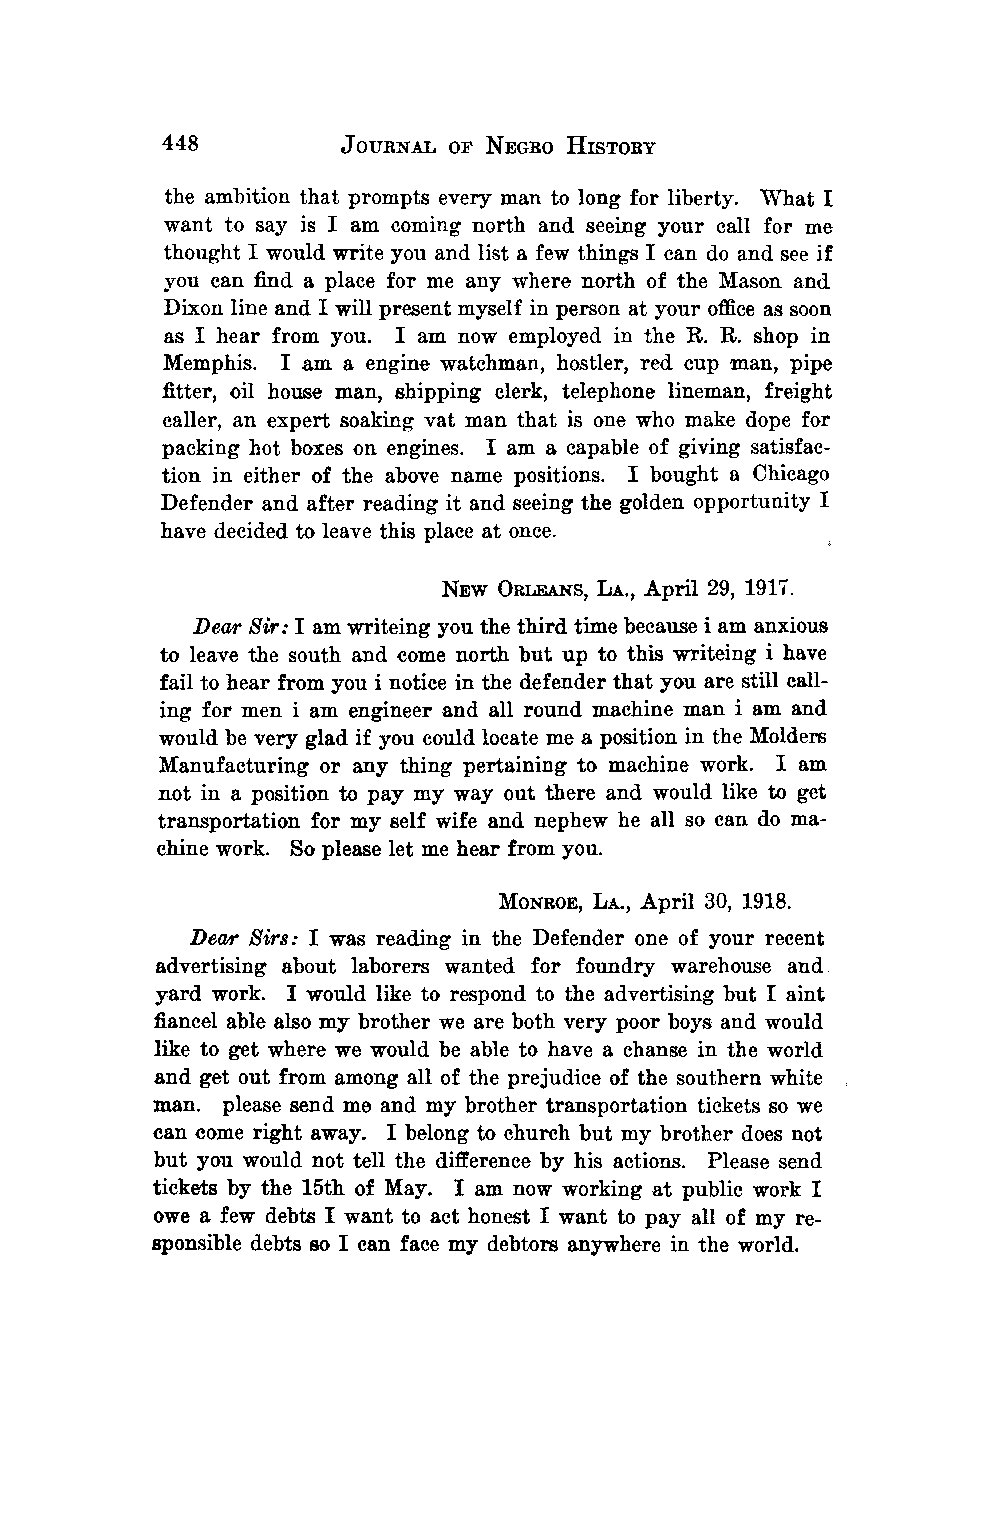 448 JOURNAL OF NEGRO HISTORY
the ambition that prompts every man to long for liberty. What I
want to say is I am coming north and seeing your call for me
thought I would write you and list a few things I can do and see if
you can find a place for me any where north of the Mason and
Dixon line and I will present myself in person at your office as soon
as I hear from you. I am now employed in the R. R. shop in
Memphis. I am a engine watchman, hostler, red cup man, pipe
fitter, oil house man, shipping clerk, telephone lineman, freight
caller, an expert soaking vat man that is one who make dope for
packing hot boxes on engines. I am a capable of giving satisfac-
tion in either of the above name positions. I bought a Chicago
Defender and after reading it and seeing the golden opportunity I
have decided to leave this place at once.
NEW ORLEANS, LA., April 29, 1917.
Dear Sir: I am writeing you the third time because i am anxious
to leave the south and come north but up to this writeing i have
fail to hear from you i notice in the defender that you are still call-
ing for men i am engineer and all round machine man i am and
would be very glad if you could locate me a position in the Molders
Manufacturing or any thing pertaining to machine work. I am
not in a position to pay my way out there and would like to get
transportation for my self wife and nephew he all so can do ma-
chine work. So please let me hear from you.
MONROE, LA., April 30, 1918.
Dear Sirs: I was reading in the Defender one of your recent
advertising about laborers wanted for foundry warehouse and
yard work. I would like to respond to the advertising but I aint
fiancel able also my brother we are both very poor boys and would
like to get where we would be able to have a chanse in the world
and get out from among all of the prejudice of the southern white
man. please send me and my brother transportation tickets so we
can come right away. I belong to church but my brother does not
but you would not tell the difference by his actions. Please send
tickets by the 15th of May. I am now working at public work I
owe a few debts I want to act honest I want to pay all of my re-
sponsible debts so I can face my debtors anywhere in the world.